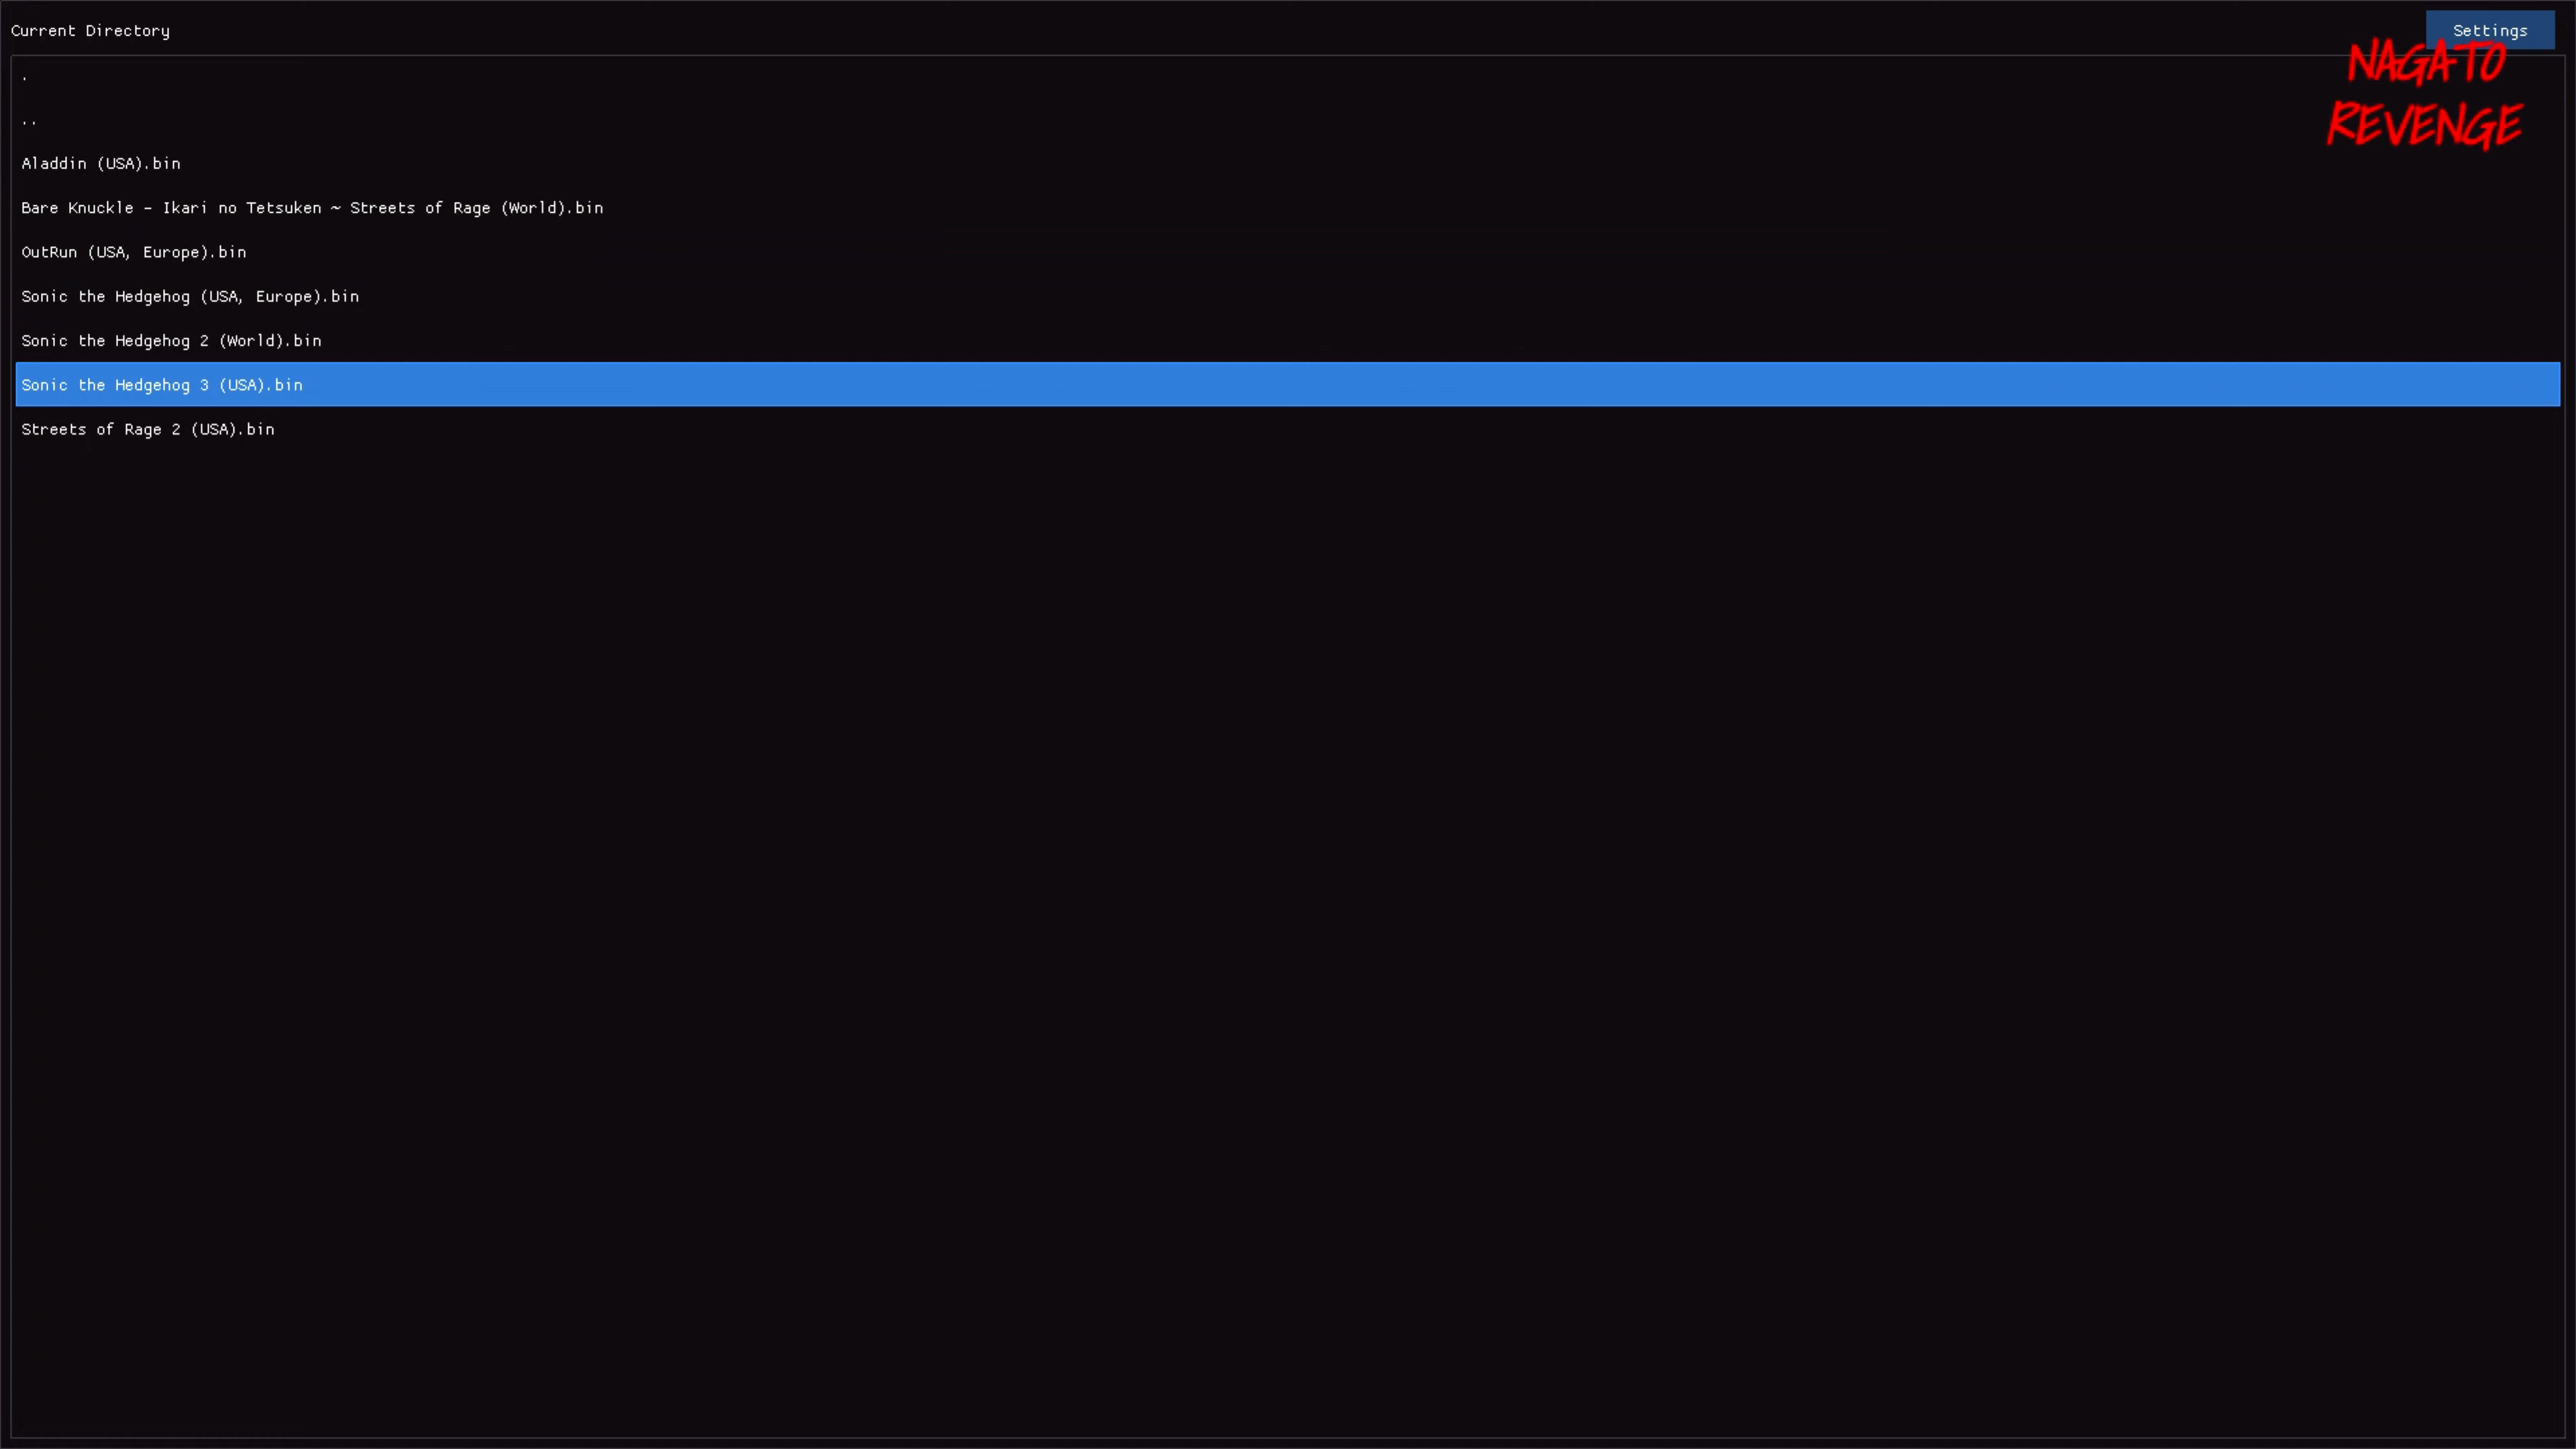 Current Directory
Settings
NAGATO
REVENGE
.
..
Aladdin (USA).bin
Bare Knuckle - Ikari no Tetsuken ~ Streets of Rage (World).bin
OutRun (USA, Europe).bin
Sonic the Hedgehog (USA, Europe).bin
Sonic the Hedgehog 2 (World).bin
Sonic the Hedgehog 3 (USA).bin
Streets of Rage 2 (USA).bin